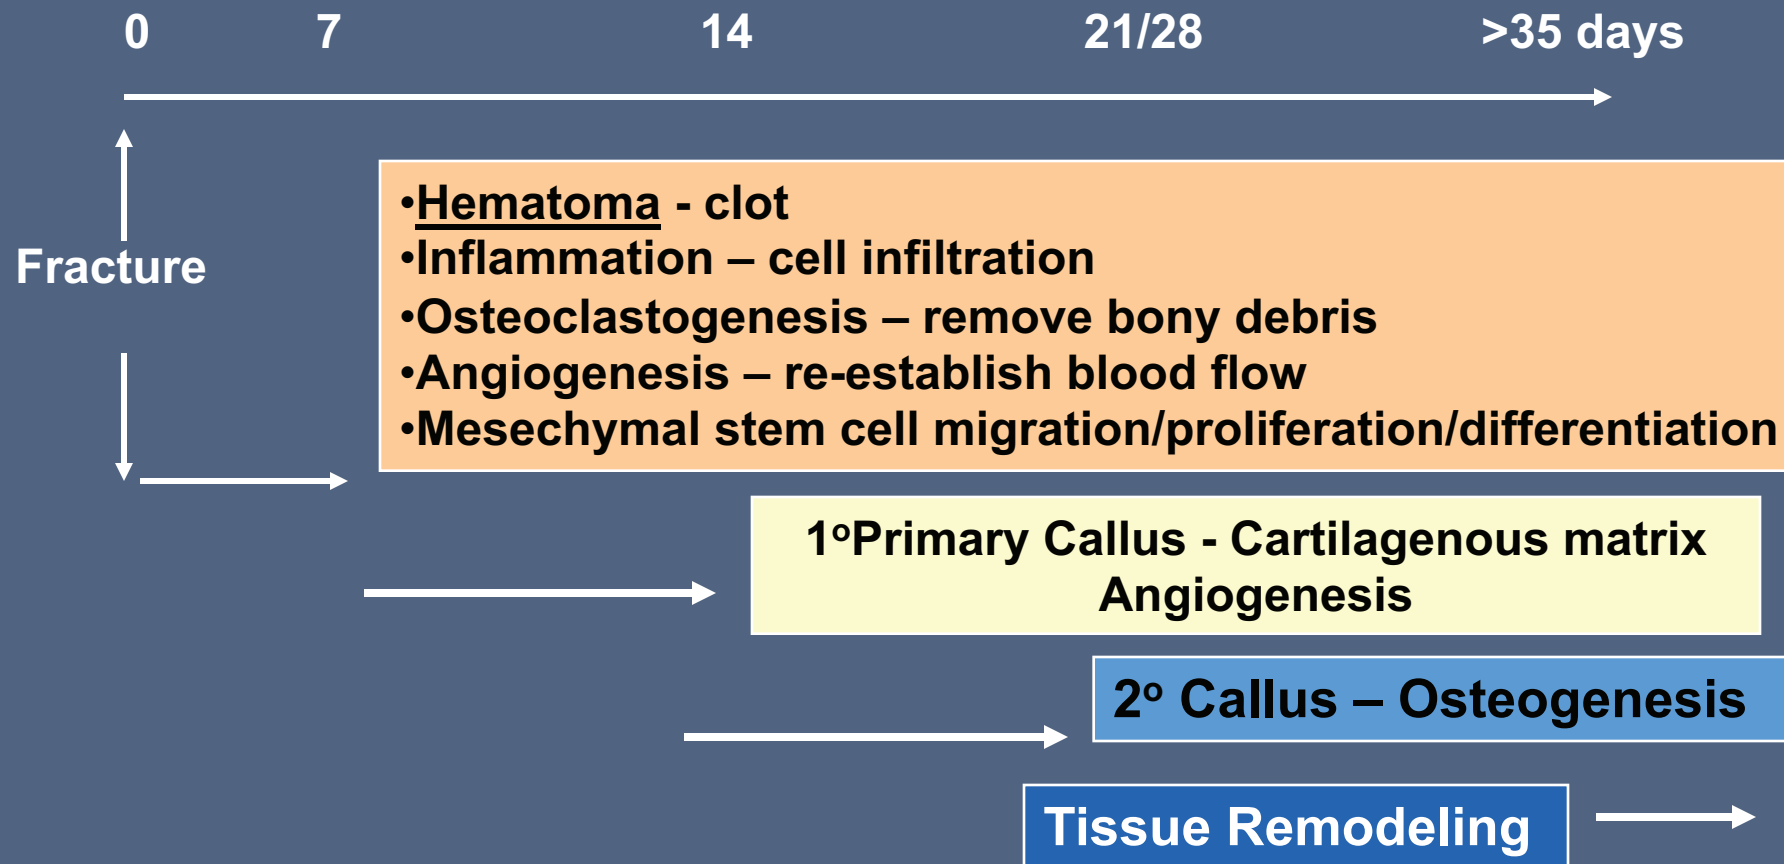 0 7 14 21/28 >35 days
Fracture
•Hematoma - clot
•Inflammation – cell infiltration
•Osteoclastogenesis – remove bony debris
•Angiogenesis – re-establish blood flow
•Mesechymal stem cell migration/proliferation/differentiation
1ºPrimary Callus - Cartilagenous matrix
Angiogenesis
2º Callus – Osteogenesis
Tissue Remodeling